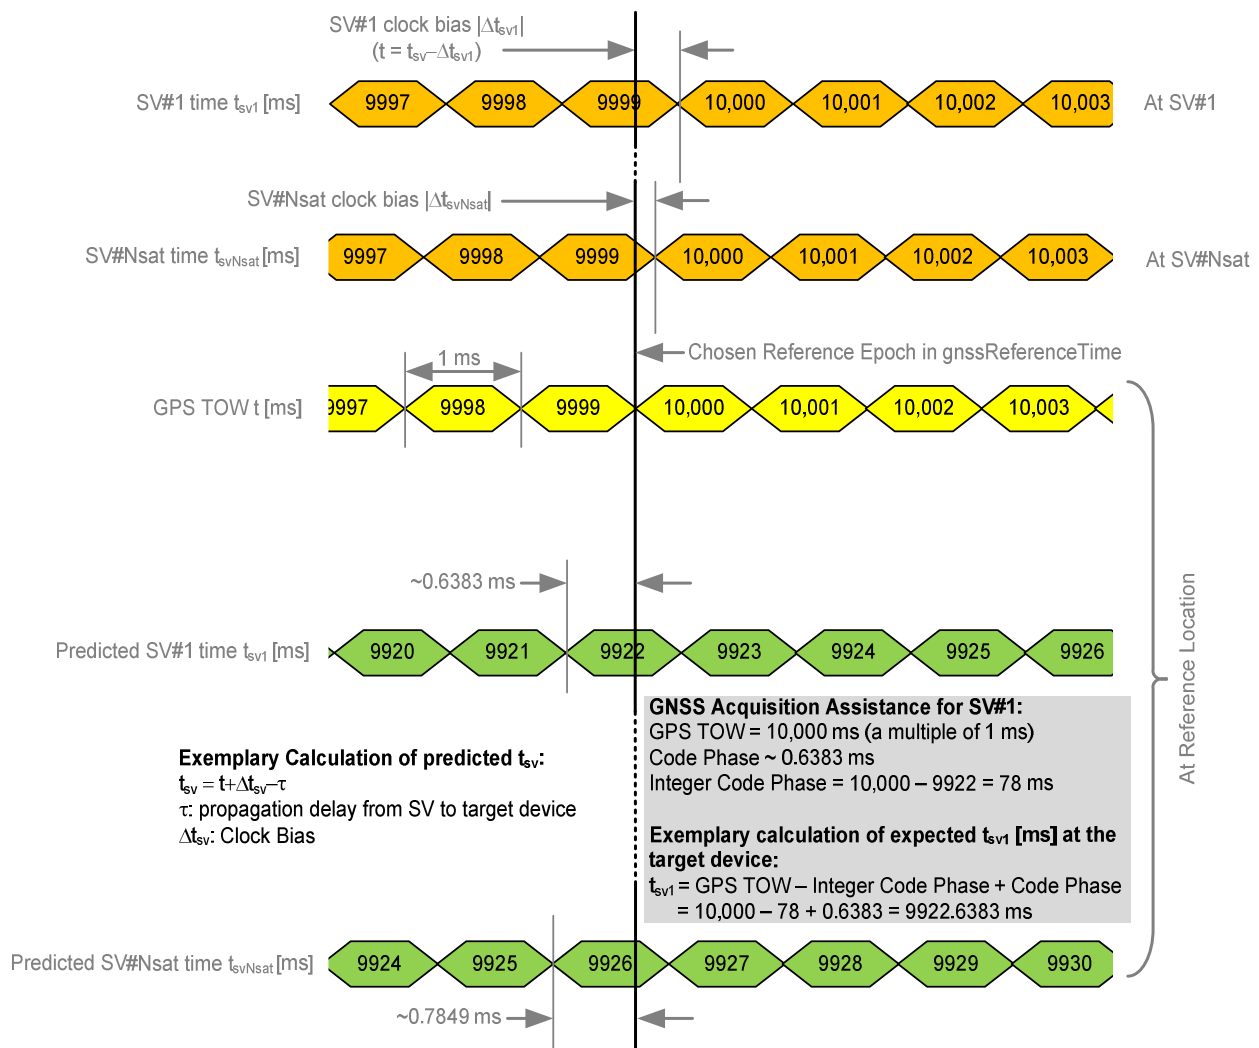 SV#1 clock bias |Δtsv1|
(t = tsv–Δtsv1)
SV#1 time tsv1 [ms]
9997 9998 9999 10,000 10,001 10,002 10,003
At SV#1
SV#Nsat clock bias |ΔtsvNsat|
SV#Nsat time tsvNsat [ms]
9997 9998 9999 10,000 10,001 10,002 10,003
At SV#Nsat
Chosen Reference Epoch in gnssReferenceTime
1 ms
GPS TOW t [ms]
9997 9998 9999 10,000 10,001 10,002 10,003
~0.6383 ms
Predicted SV#1 time tsv1 [ms]
9920 9921 9922 9923 9924 9925 9926
At Reference Location
GNSS Acquisition Assistance for SV#1:
GPS TOW = 10,000 ms (a multiple of 1 ms)
Code Phase ~ 0.6383 ms
Integer Code Phase = 10,000 – 9922 = 78 ms
Exemplary calculation of expected tsv1 [ms] at the
target device:
tsv1 = GPS TOW – Integer Code Phase + Code Phase
= 10,000 – 78 + 0.6383 = 9922.6383 ms
Exemplary Calculation of predicted tsv:
tsv = t+Δtsv–τ
τ: propagation delay from SV to target device
Δtsv: Clock Bias
Predicted SV#Nsat time tsvNsat [ms]
9924 9925 9926 9927 9928 9929 9930
~0.7849 ms